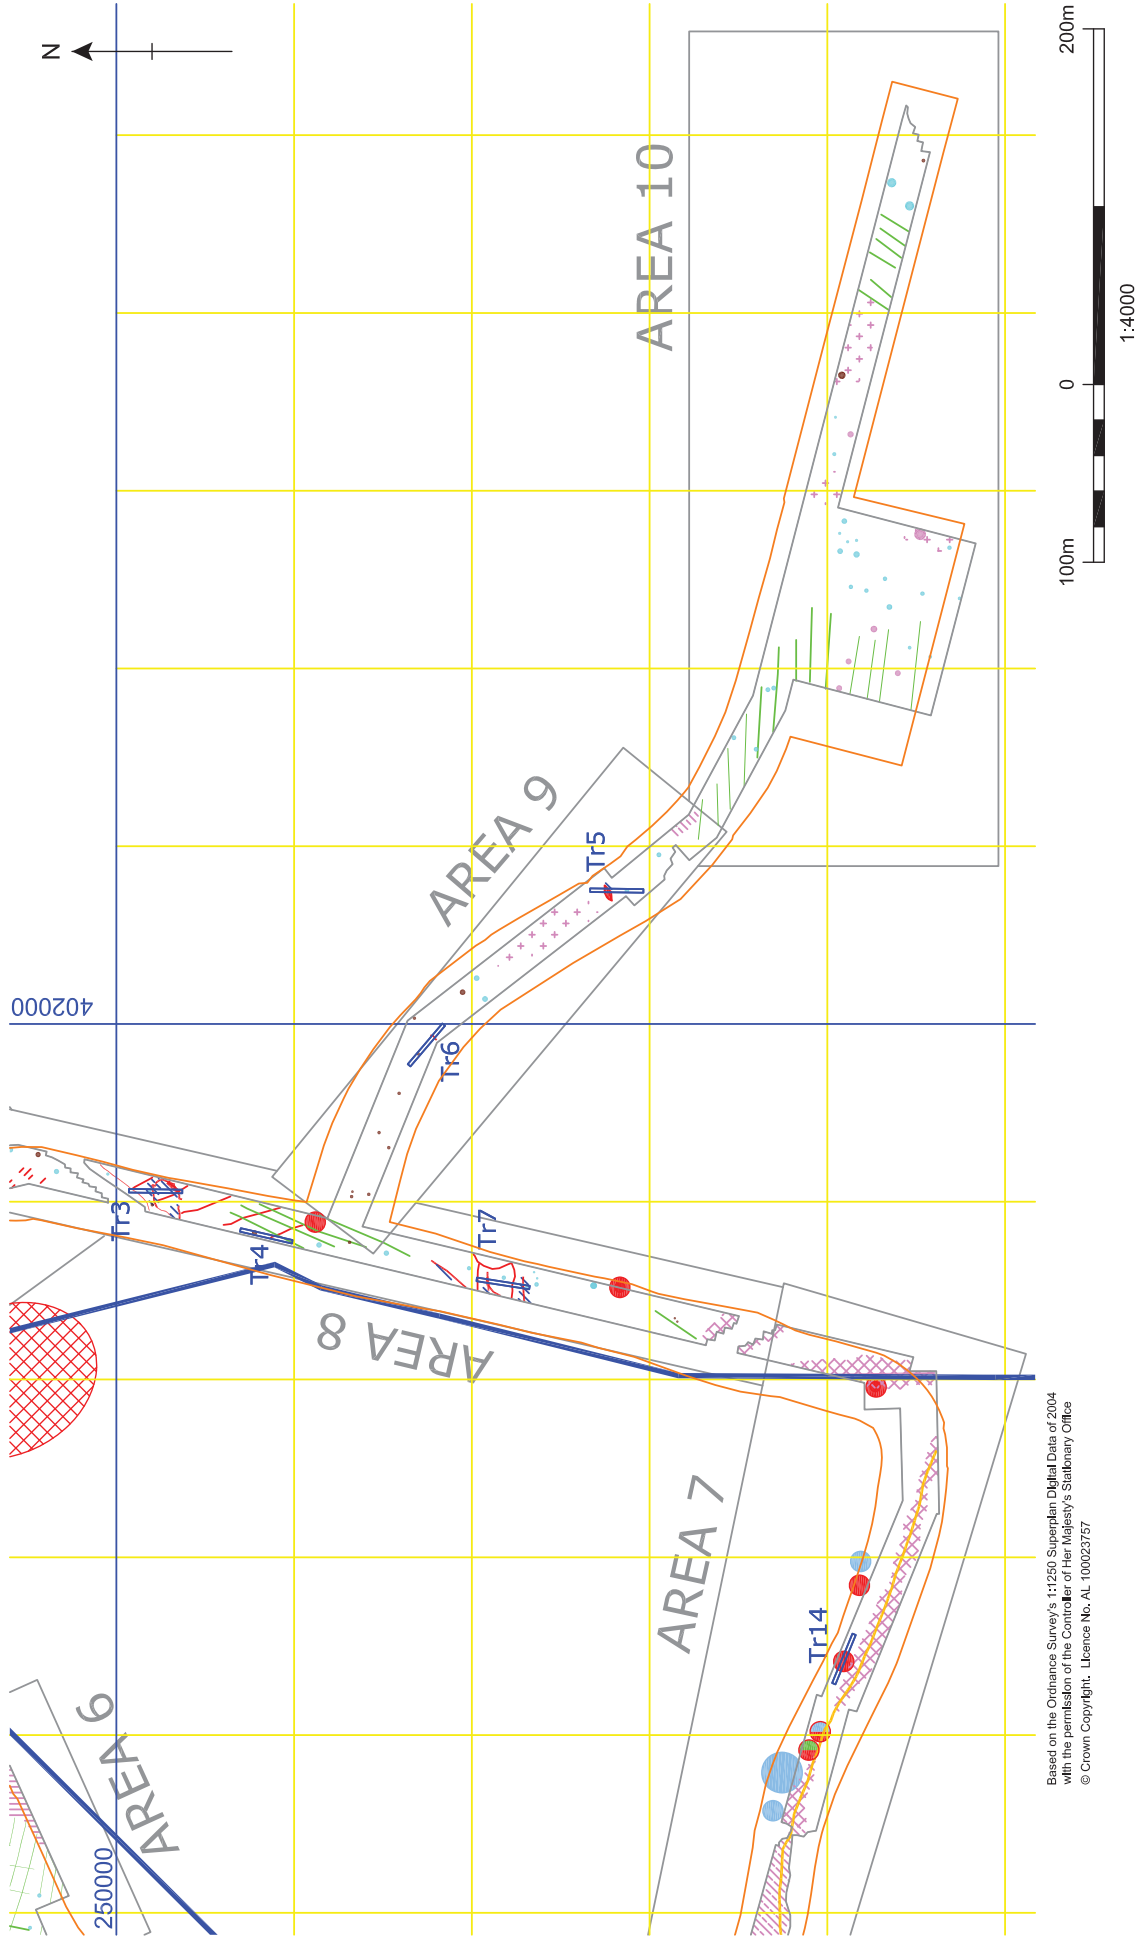 N
200m
AREA 10
1:4000
0
100m
AREA 9
Tr5
402000
Tr6
Tr3
Tr7
Tr4
AREA 8
AREA 7
Tr14
AREA 6
250000
Based on the Ordnance Survey's 1:1250 Superplan Digital Data of 2004
with the permission of the Controller of Her Majesty's Stationary Office
© Crown Copyright. Licence No. AL 100023757